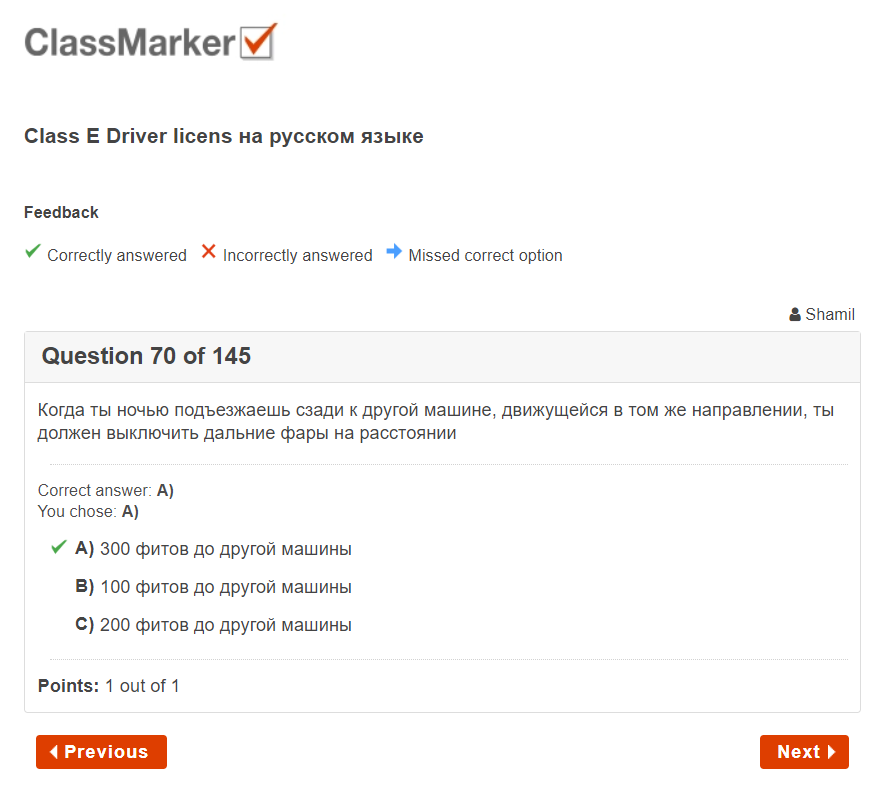 ClassMarker
Class E Driver licens на русском языке
Feedback
Correctly answered Incorrectly answered Missed correct option
Shamil
Question 70 of 145
Когда ты ночью подъезжаешь сзади к другой машине, движущейся в том же направлении, ты
должен выключить дальние фары на расстоянии
Correct answer: A)
You chose: A)
A) 300 фитов до другой машины
B) 100 фитов до другой машины
C) 200 фитов до другой машины
Points: 1 out of 1
Previous
Next